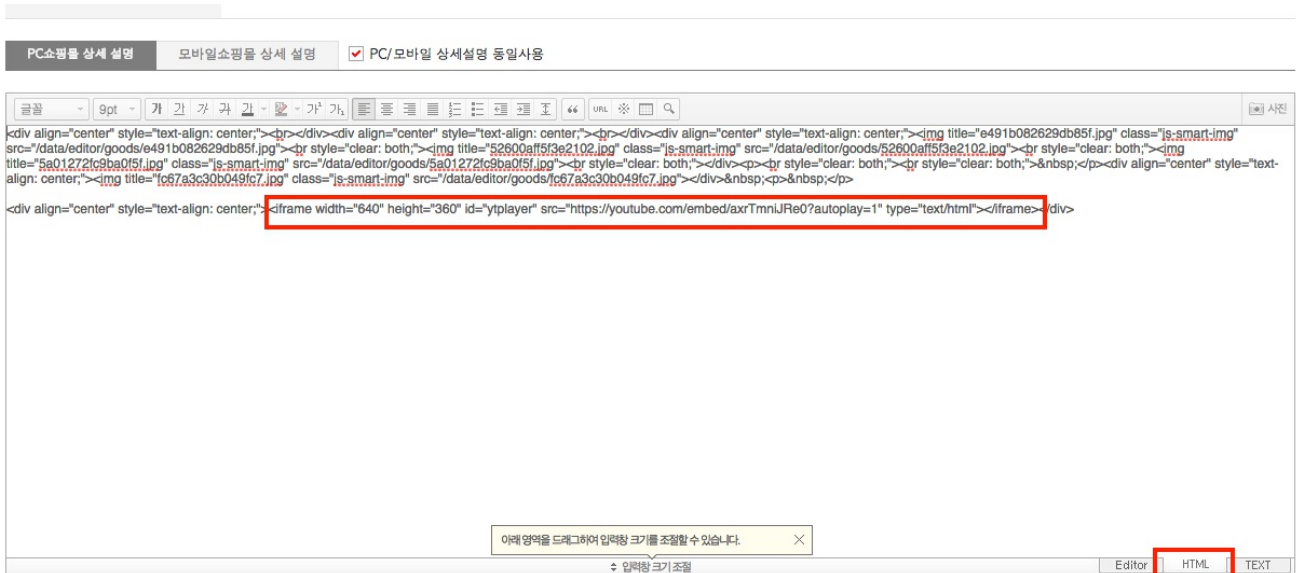 PC쇼핑몰 상세 설명 모바일쇼핑몰 상세 설명 PC/모바일 상세설명 동일사용
글꼴 9pt 가 가 가 가 가 가¹ 가₁ URL 사진
<div align="center" style="text-align: center;"><br></div><div align="center" style="text-align: center;"><br></div><div align="center" style="text-align: center;"><img title="e491b082629db85f.jpg" class="js-smart-img"
src="/data/editor/goods/e491b082629db85f.jpg"><br style="clear: both;"><img title="52600aff5f3e2102.jpg" class="js-smart-img" src="/data/editor/goods/52600aff5f3e2102.jpg"><br style="clear: both;"><img
title="5a01272fc9ba0f5f.jpg" class="js-smart-img" src="/data/editor/goods/5a01272fc9ba0f5f.jpg"><br style="clear: both;"></div><p><br style="clear: both;"><br style="clear: both;">&nbsp;</p><div align="center" style="text-
align: center;"><img title="fc67a3c30b049fc7.jpg" class="js-smart-img" src="/data/editor/goods/fc67a3c30b049fc7.jpg"></div>&nbsp;<p>&nbsp;</p>
<div align="center" style="text-align: center;"><iframe width="640" height="360" id="ytplayer" src="https://youtube.com/embed/axrTmniJRe0?autoplay=1" type="text/html"></iframe></div>
아래 영역을 드래그하여 입력창 크기를 조절할 수 있습니다.
입력창 크기 조절 Editor HTML TEXT